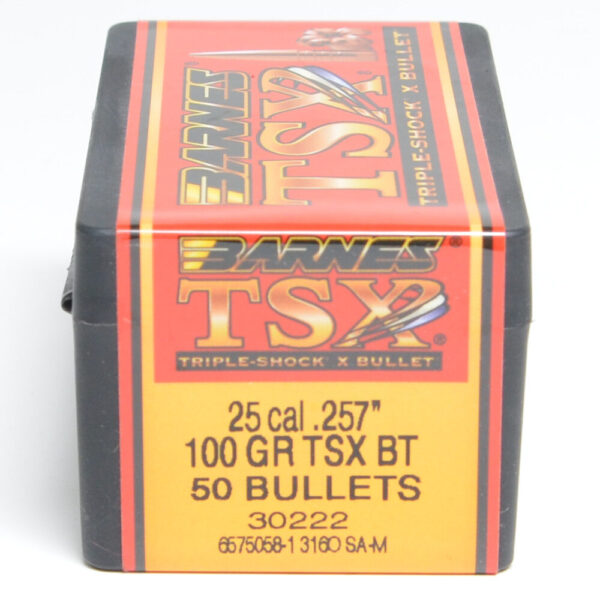 BARNES
TSX®
TRIPLE-SHOCK X BULLET
BARNES®
TSX®
TRIPLE-SHOCK X BULLET
25 cal .257"
100 GR TSX BT
50 BULLETS
30222
6575058-1 3160 SA-M